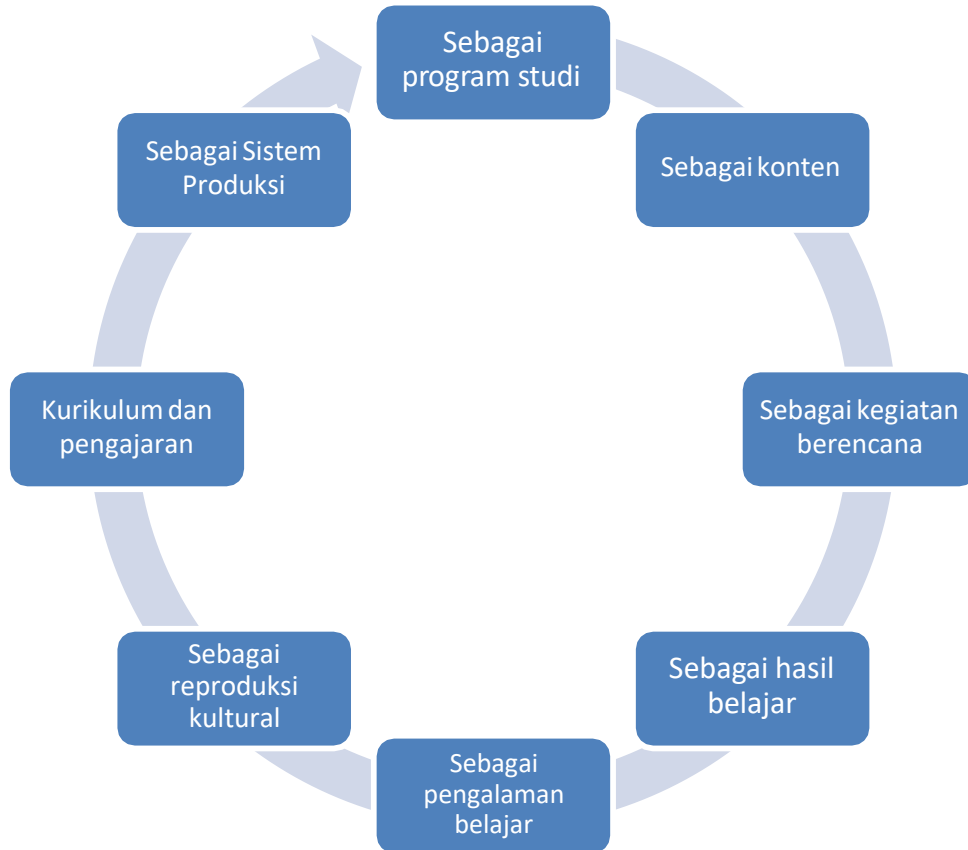 Sebagai
program studi
Sebagai konten
Sebagai kegiatan
berencana
Sebagai hasil
belajar
Sebagai
pengalaman
belajar
Sebagai
reproduksi
kultural
Kurikulum dan
pengajaran
Sebagai Sistem
Produksi